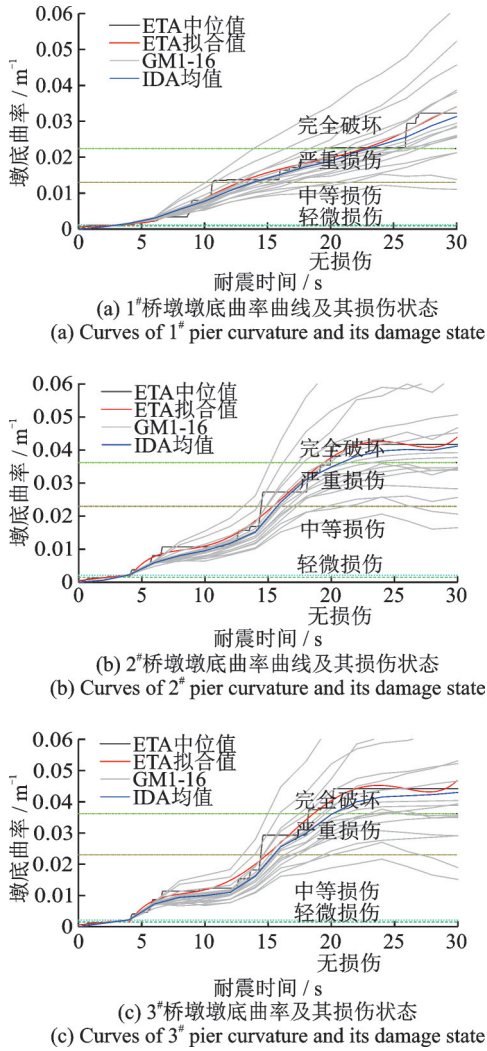 0.06
0.05
0.04
0.03
0.02
0.01
0
墩底曲率 / m⁻¹
ETA中位值
ETA拟合值
GM1-16
IDA均值
完全破坏
严重损伤
中等损伤
轻微损伤
0 5 10 15 20 25 30
无损伤
耐震时间 / s
(a) 1#桥墩墩底曲率曲线及其损伤状态
(a) Curves of 1# pier curvature and its damage state
0.06
0.05
0.04
0.03
0.02
0.01
0
墩底曲率 / m⁻¹
ETA中位值
ETA拟合值
GM1-16
IDA均值
完全破坏
严重损伤
中等损伤
轻微损伤
0 5 10 15 20 25 30
无损伤
耐震时间 / s
(b) 2#桥墩墩底曲率曲线及其损伤状态
(b) Curves of 2# pier curvature and its damage state
0.06
0.05
0.04
0.03
0.02
0.01
0
墩底曲率 / m⁻¹
ETA中位值
ETA拟合值
GM1-16
IDA均值
完全破坏
严重损伤
中等损伤
轻微损伤
0 5 10 15 20 25 30
无损伤
耐震时间 / s
(c) 3#桥墩墩底曲率及其损伤状态
(c) Curves of 3# pier curvature and its damage state